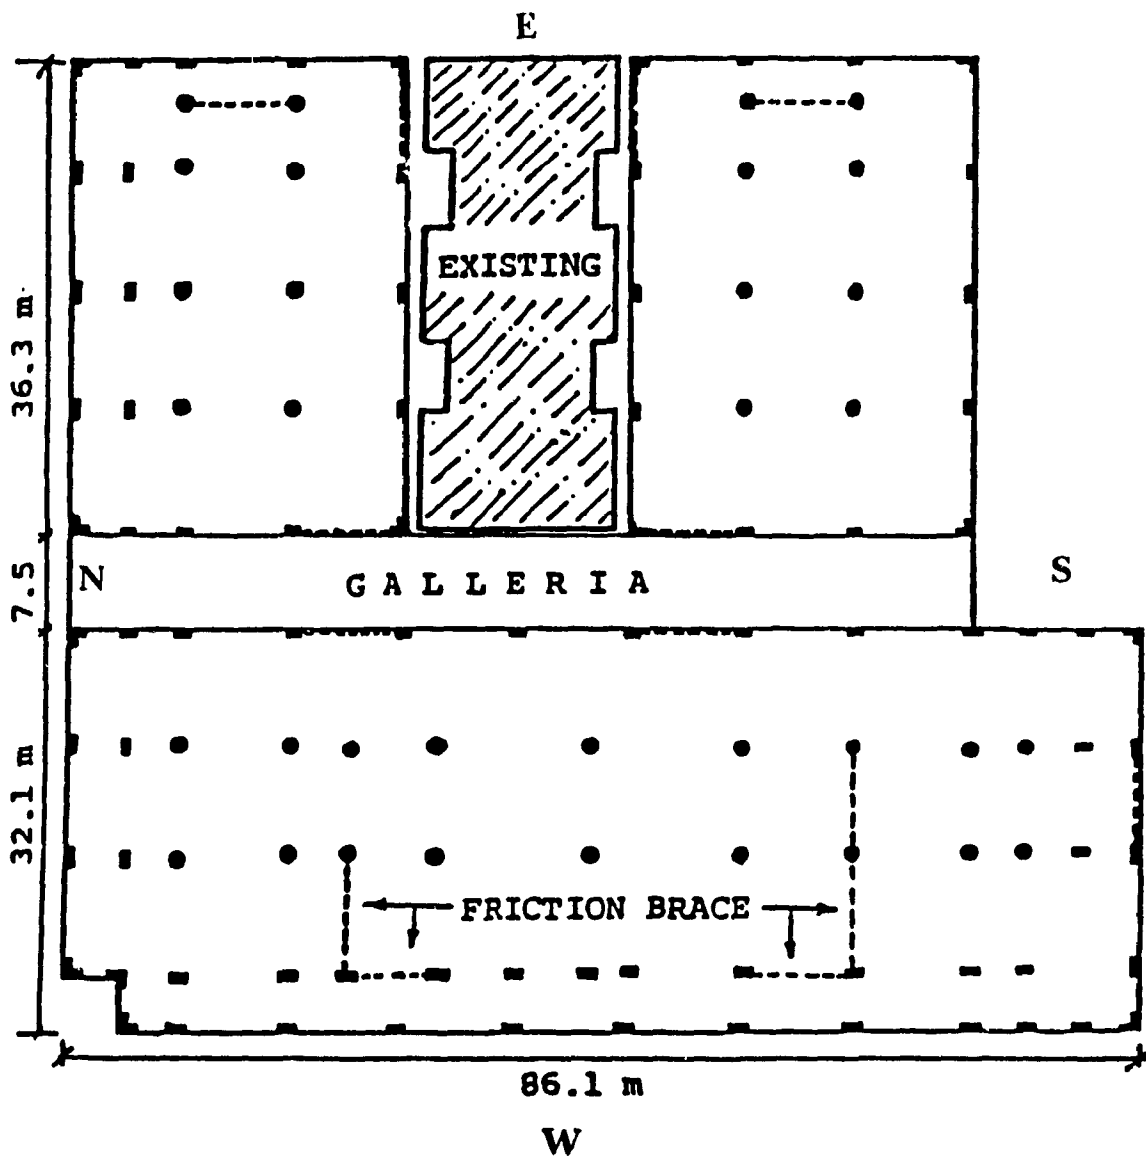 E
EXISTING
36.3 m
N
GALLERIA
S
7.5
32.1 m
FRICTION BRACE
86.1 m
W